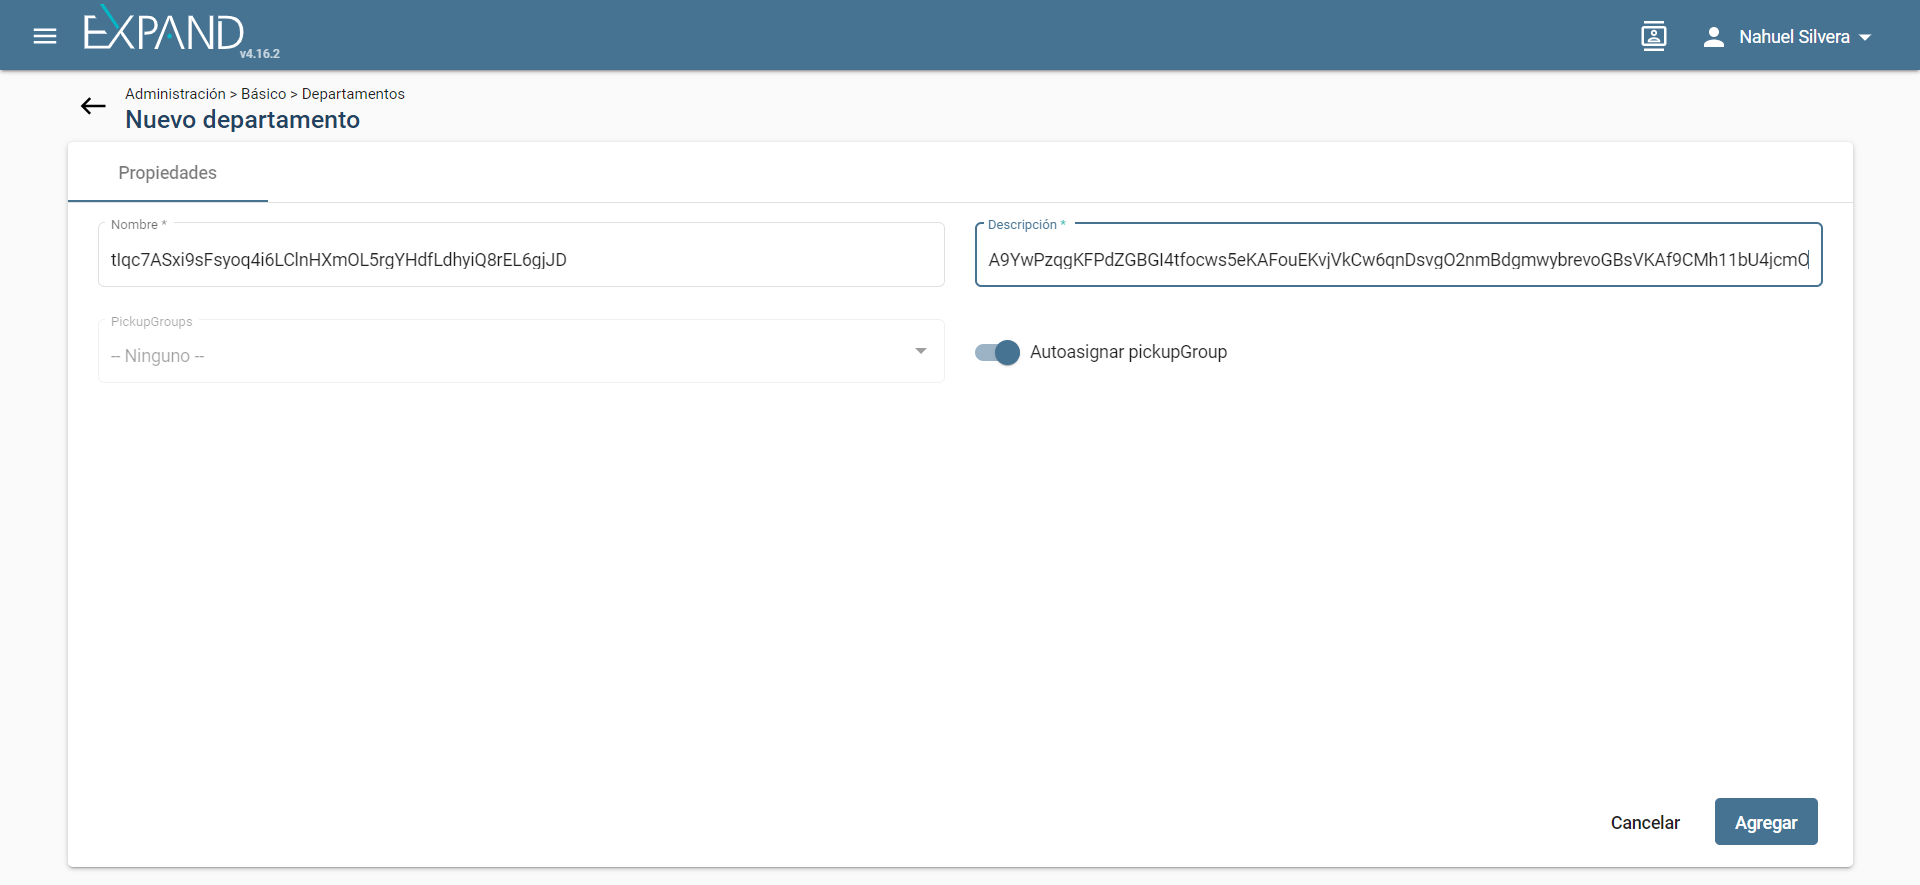 EXPAND
v4.16.2
Nahuel Silvera
Administración > Básico > Departamentos
Nuevo departamento
Propiedades
Nombre *
tIqc7ASxi9sFsyoq4i6LClnHXmOL5rgYHdfLdhyiQ8rEL6gjJD
Descripción *
A9YwPzqgKFPdZGBGI4tfocws5eKAFouEKvjVkCw6qnDsvgO2nmBdgmwybrevoGBsVKAf9CMh11bU4jcmO
PickupGroups
-- Ninguno --
Autoasignar pickupGroup
Cancelar
Agregar